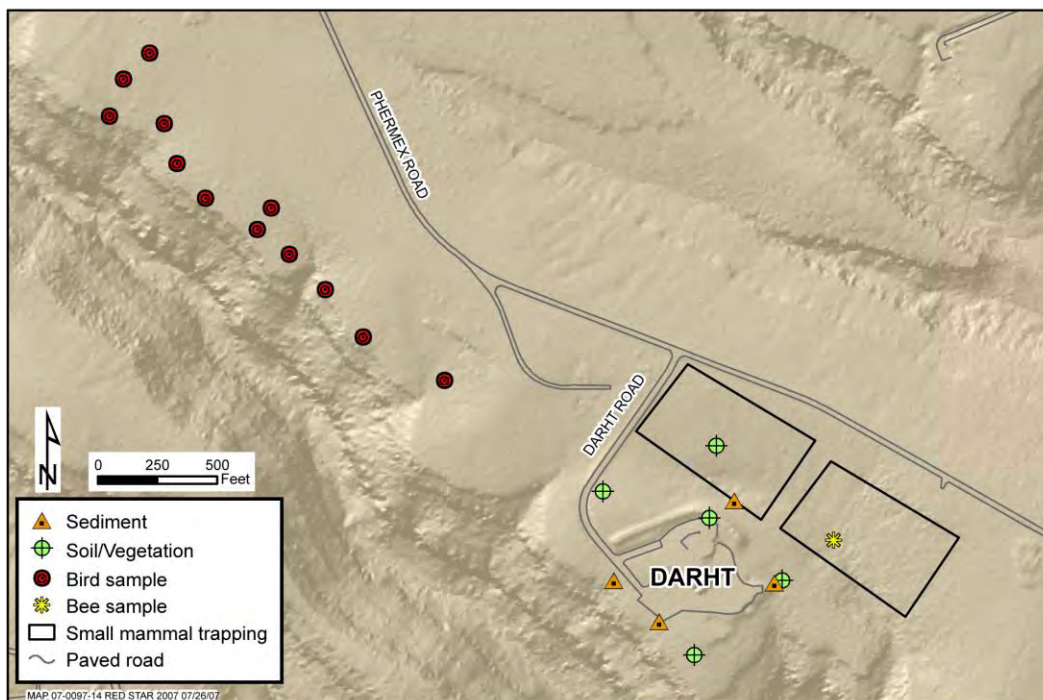 PHERMEX ROAD
DARHT ROAD
DARHT
N
0 250 500
Feet
Sediment
Soil/Vegetation
Bird sample
Bee sample
Small mammal trapping
Paved road
MAP 07-0097-14 RED STAR 2007 07/26/07